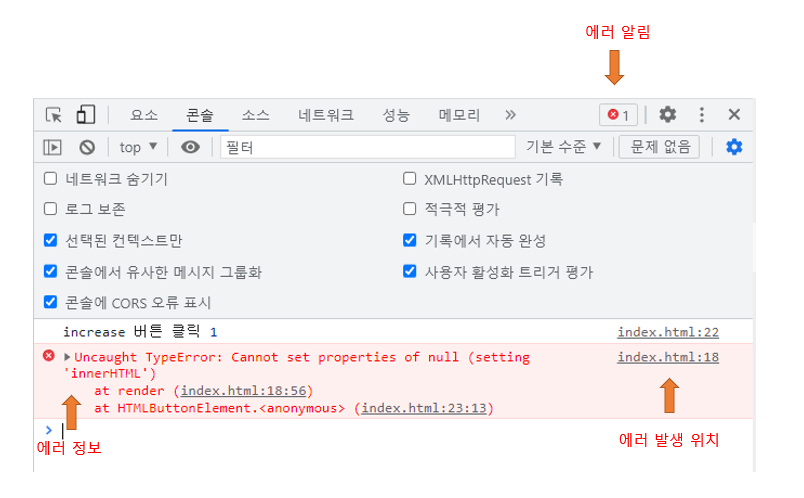 에러 알림
요소 콘솔 소스 네트워크 성능 메모리 » 1
top ▼ 필터 기본 수준 ▼ 문제 없음
네트워크 숨기기 XMLHttpRequest 기록
로그 보존 적극적 평가
선택된 컨텍스트만 기록에서 자동 완성
콘솔에서 유사한 메시지 그룹화 사용자 활성화 트리거 평가
콘솔에 CORS 오류 표시
increase 버튼 클릭 1 index.html:22
Uncaught TypeError: Cannot set properties of null (setting index.html:18
'innerHTML')
at render (index.html:18:56)
at HTMLButtonElement.<anonymous> (index.html:23:13)
에러 정보 에러 발생 위치